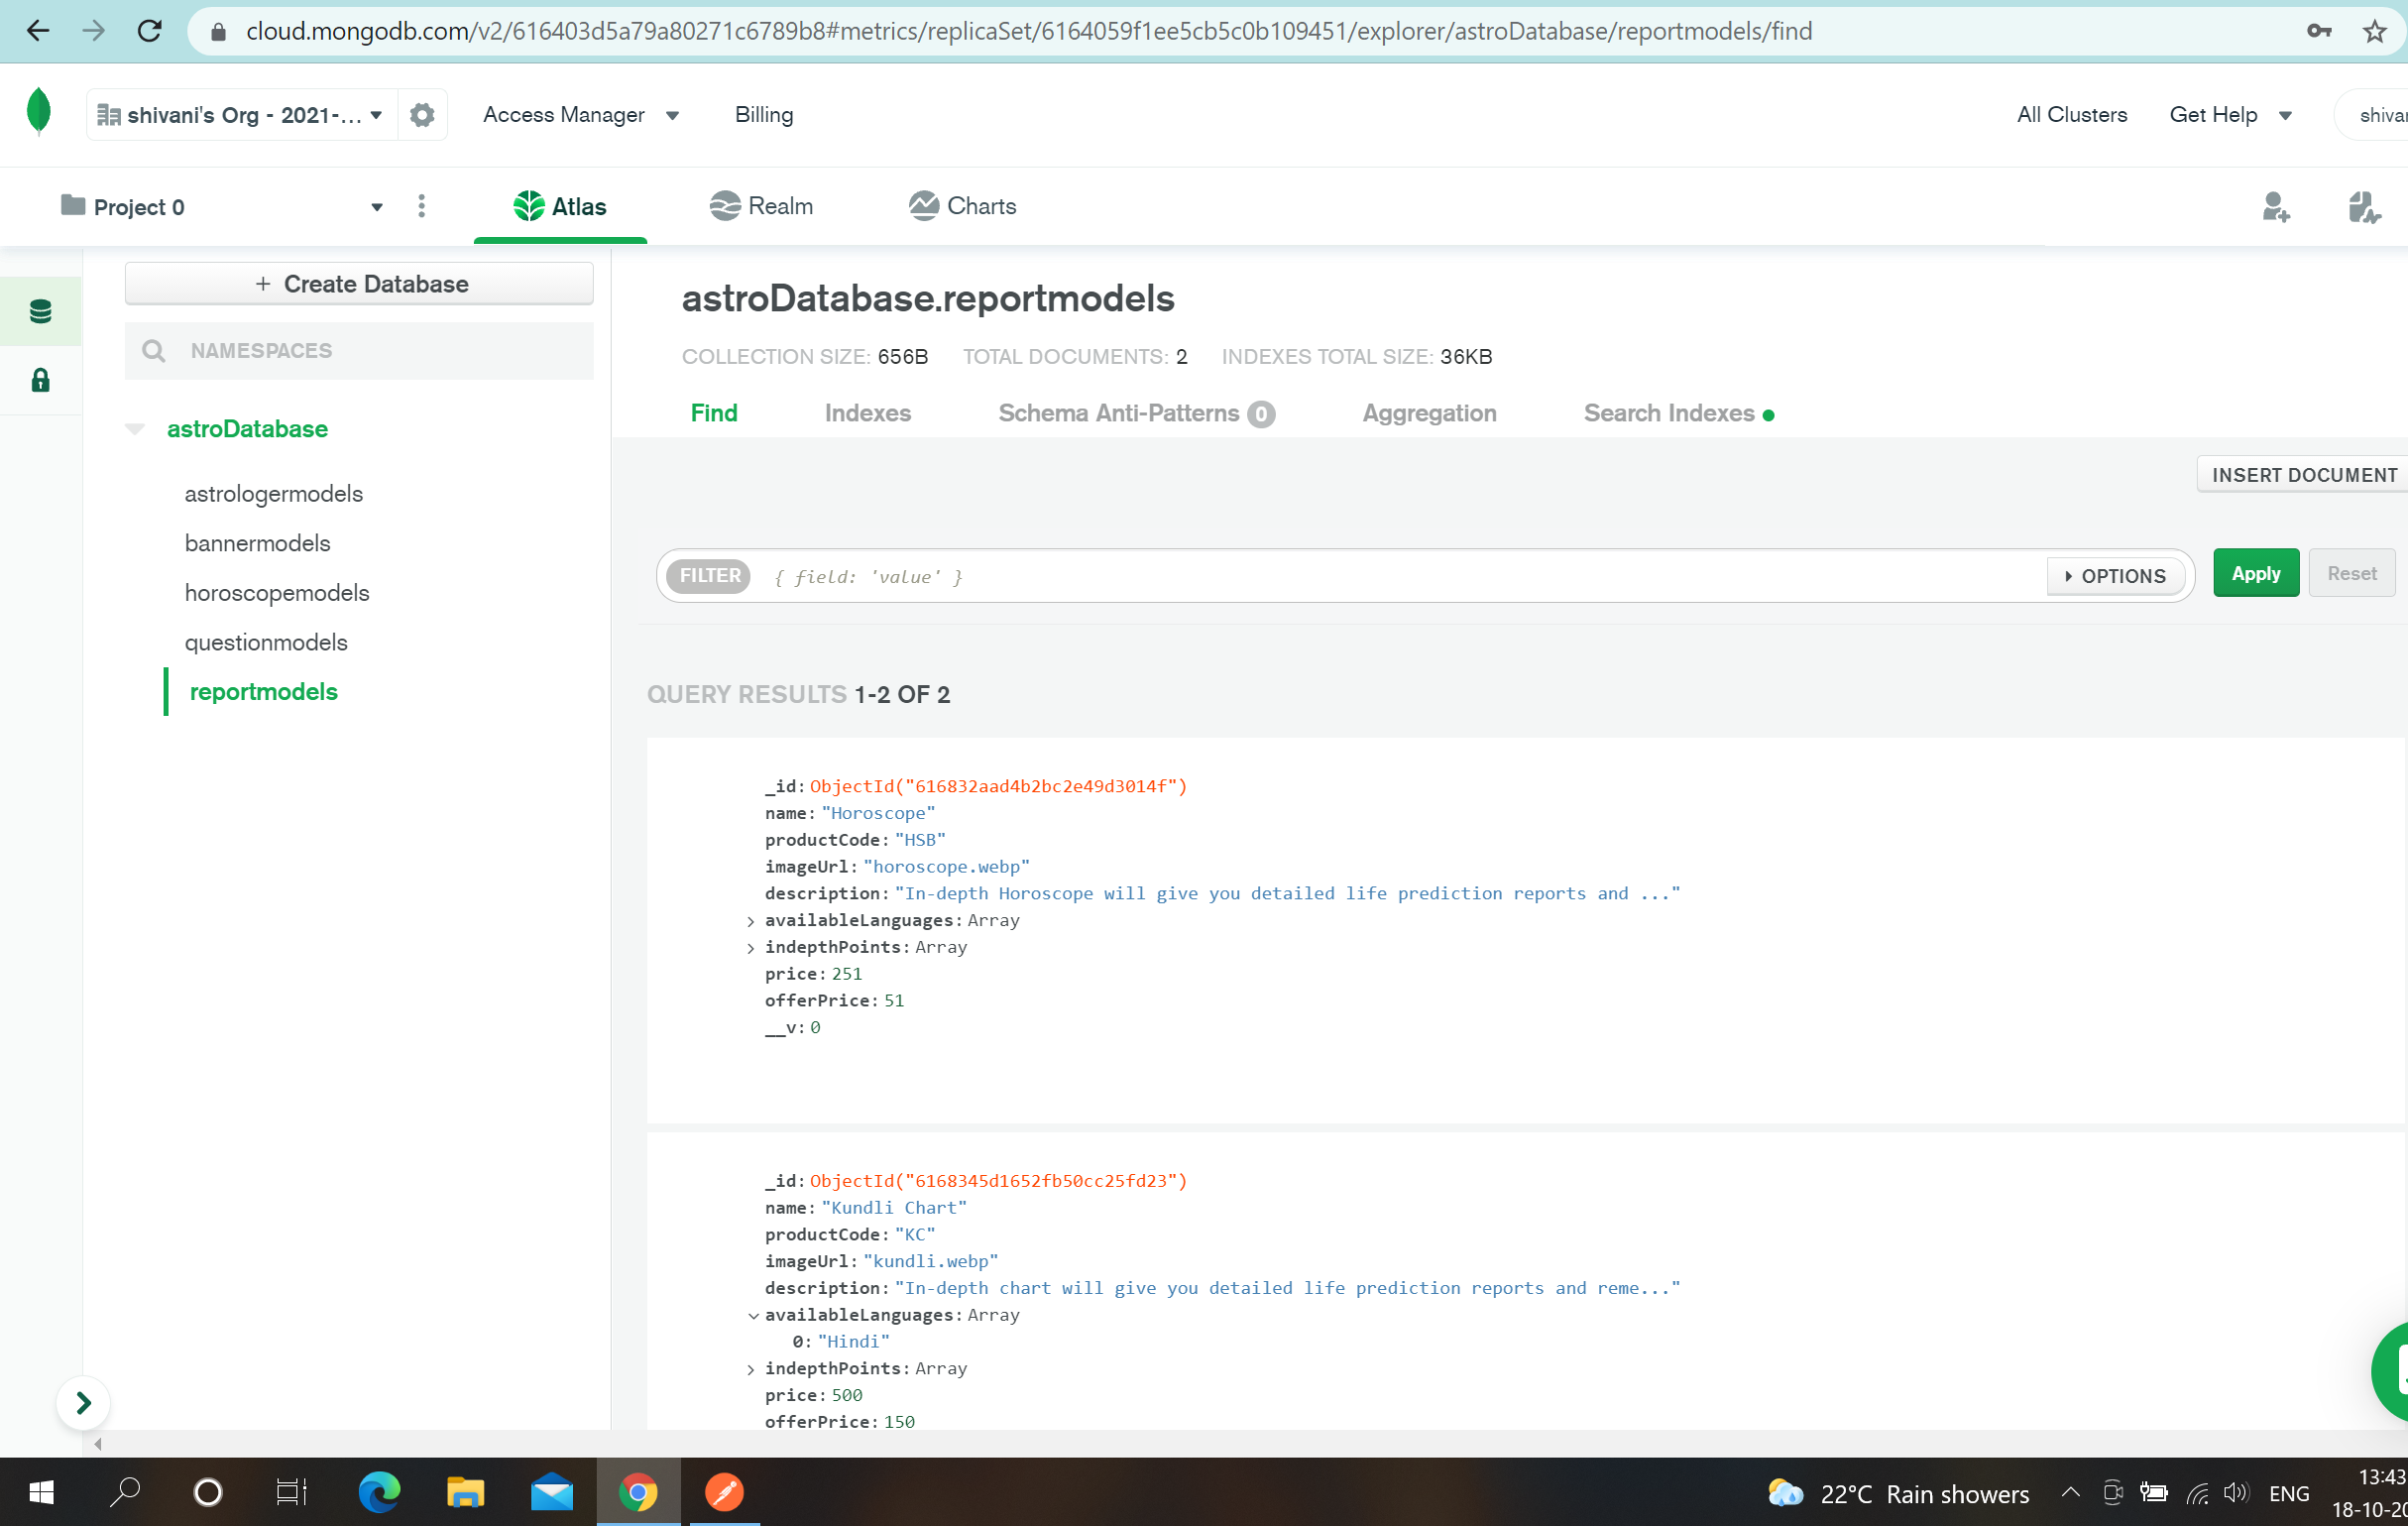 cloud.mongodb.com/v2/616403d5a79a80271c6789b8#metrics/replicaSet/6164059f1ee5cb5c0b109451/explorer/astroDatabase/reportmodels/find
shivani's Org - 2021-... Access Manager Billing All Clusters Get Help shivar
Project 0 Atlas Realm Charts
+ Create Database
NAMESPACES
astroDatabase
astrologermodels
bannermodels
horoscopemodels
questionmodels
reportmodels
astroDatabase.reportmodels
COLLECTION SIZE: 656B TOTAL DOCUMENTS: 2 INDEXES TOTAL SIZE: 36KB
Find Indexes Schema Anti-Patterns 0 Aggregation Search Indexes
INSERT DOCUMENT
FILTER { field: 'value' } OPTIONS Apply Reset
QUERY RESULTS 1-2 OF 2
_id: ObjectId("616832aad4b2bc2e49d3014f")
name: "Horoscope"
productCode: "HSB"
imageUrl: "horoscope.webp"
description: "In-depth Horoscope will give you detailed life prediction reports and ..."
availableLanguages: Array
indepthPoints: Array
price: 251
offerPrice: 51
__v: 0
_id: ObjectId("6168345d1652fb50cc25fd23")
name: "Kundli Chart"
productCode: "KC"
imageUrl: "kundli.webp"
description: "In-depth chart will give you detailed life prediction reports and reme..."
availableLanguages: Array
0: "Hindi"
indepthPoints: Array
price: 500
offerPrice: 150
22°C Rain showers ENG
13:43
18-10-20